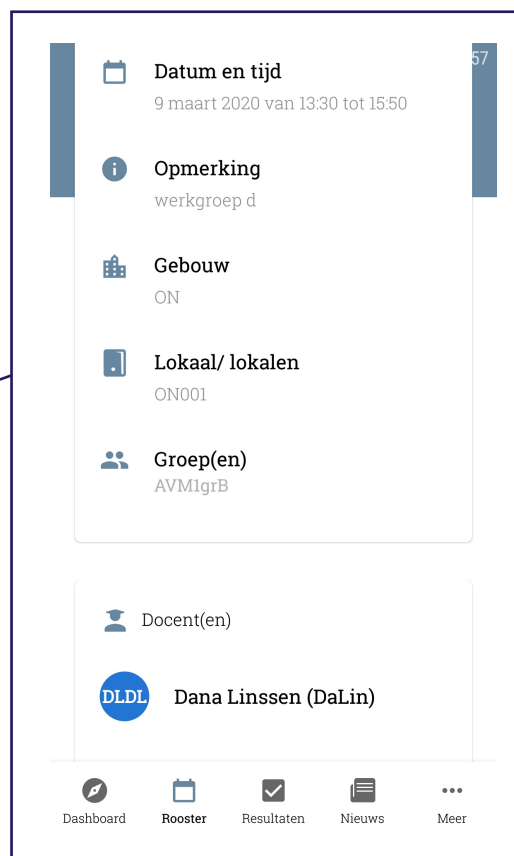 57
Datum en tijd
9 maart 2020 van 13:30 tot 15:50
Opmerking
werkgroep d
Gebouw
ON
Lokaal/ lokalen
ON001
Groep(en)
AVM1grB
Docent(en)
DLDL
Dana Linssen (DaLin)
Dashboard
Rooster
Resultaten
Nieuws
Meer